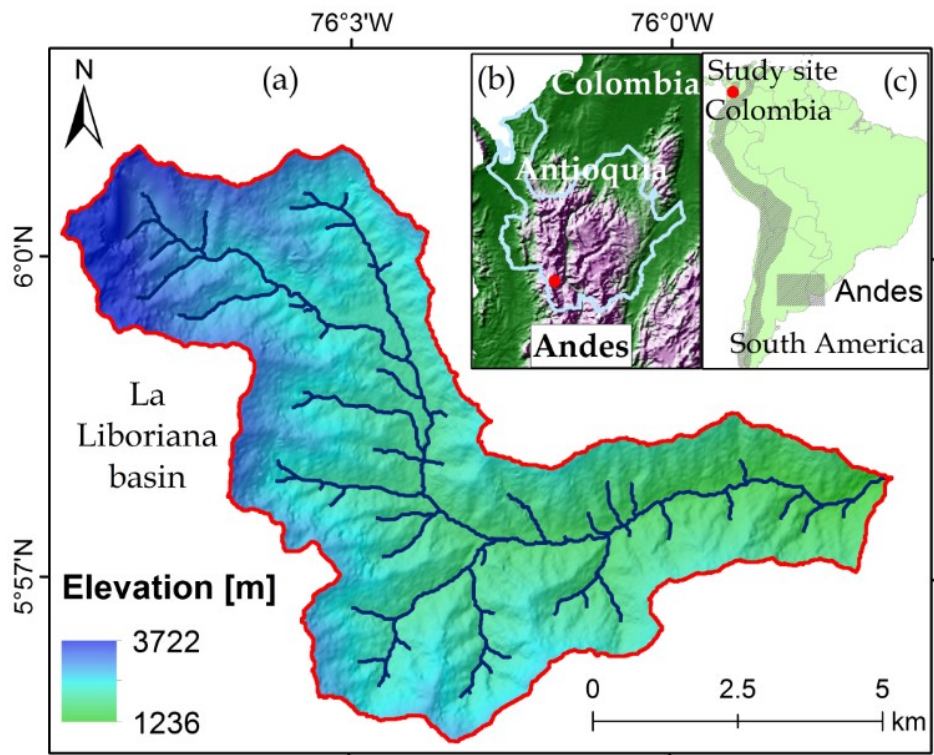 76°3'W
76°0'W
N
(a)
(b)
Colombia
Antioquia
Andes
(c)
Study site
Colombia
Andes
South America
6°0'N
5°57'N
La
Liboriana
basin
Elevation [m]
3722
1236
0
2.5
5
km